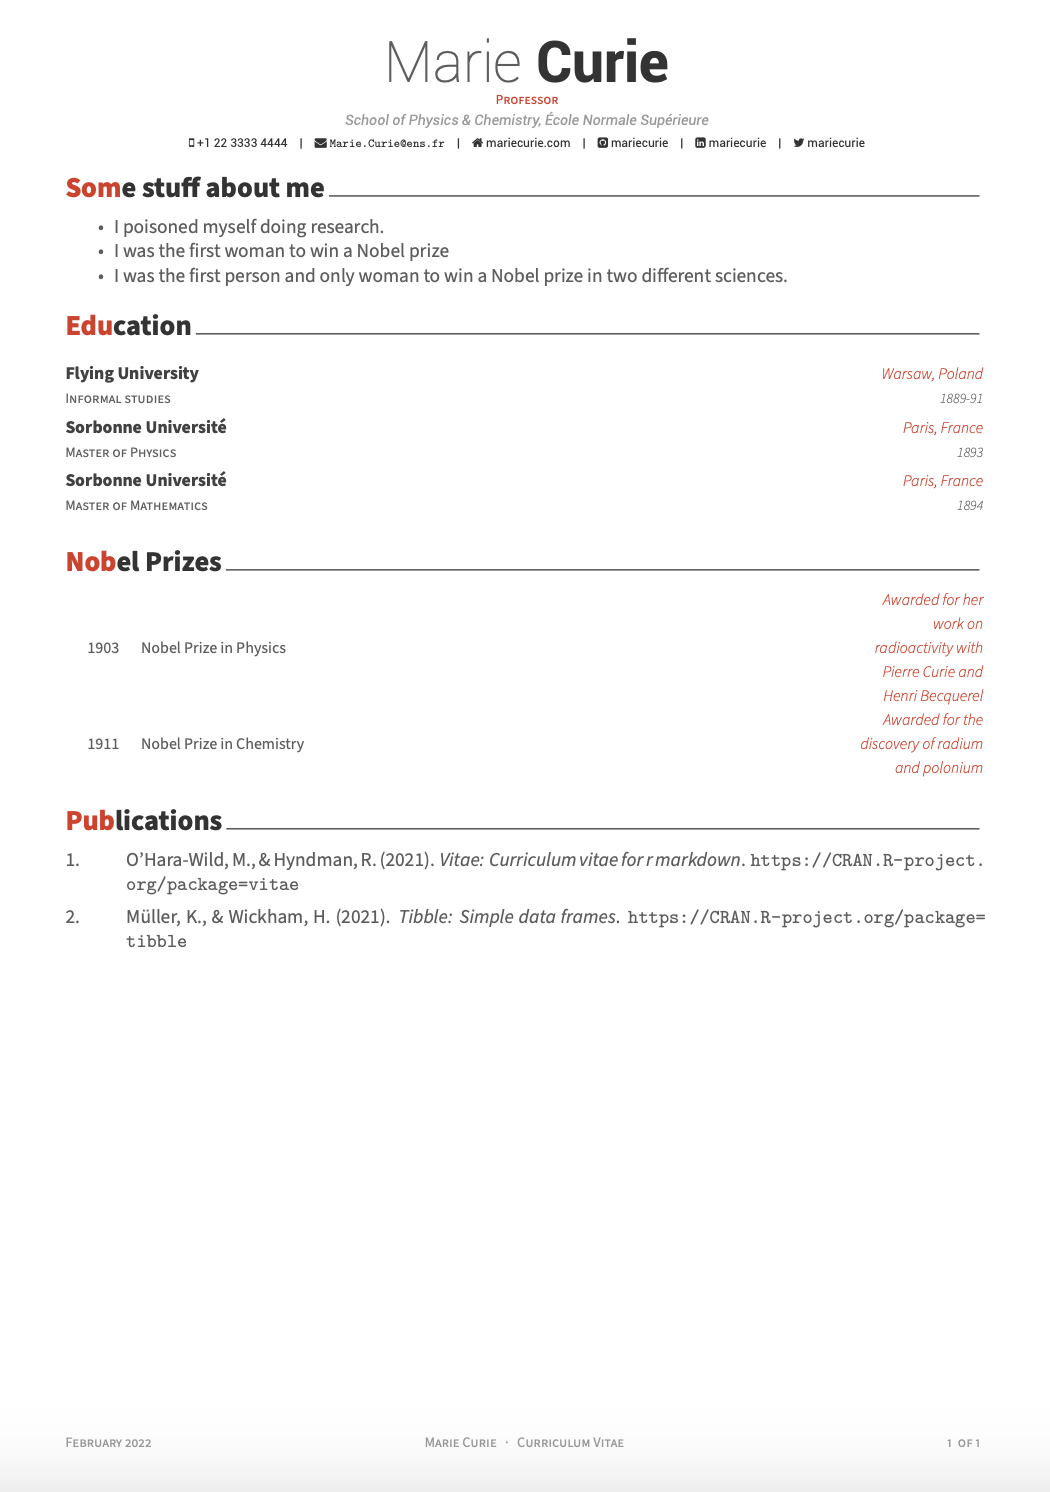 Marie Curie
Professor
School of Physics & Chemistry, École Normale Supérieure
+1 22 3333 4444 | Marie.Curie@ens.fr | mariecurie.com | mariecurie | mariecurie | mariecurie
Some stuff about me
• I poisoned myself doing research.
• I was the first woman to win a Nobel prize
• I was the first person and only woman to win a Nobel prize in two different sciences.
Education
Flying University Warsaw, Poland
Informal studies 1889-91
Sorbonne Université Paris, France
Master of Physics 1893
Sorbonne Université Paris, France
Master of Mathematics 1894
Nobel Prizes
Awarded for her
work on
1903 Nobel Prize in Physics radioactivity with
Pierre Curie and
Henri Becquerel
Awarded for the
1911 Nobel Prize in Chemistry discovery of radium
and polonium
Publications
1. O’Hara-Wild, M., & Hyndman, R. (2021). Vitae: Curriculum vitae for r markdown. https://CRAN.R-project.
org/package=vitae
2. Müller, K., & Wickham, H. (2021). Tibble: Simple data frames. https://CRAN.R-project.org/package=
tibble
February 2022 Marie Curie · Curriculum Vitae 1 of 1